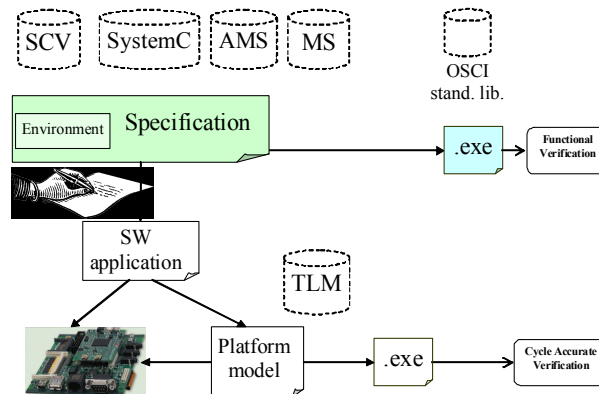 SCV
SystemC
AMS
MS
OSCI
stand. lib.
Environment
Specification
.exe
Functional
Verification
SW
application
TLM
Platform
model
.exe
Cycle Accurate
Verification